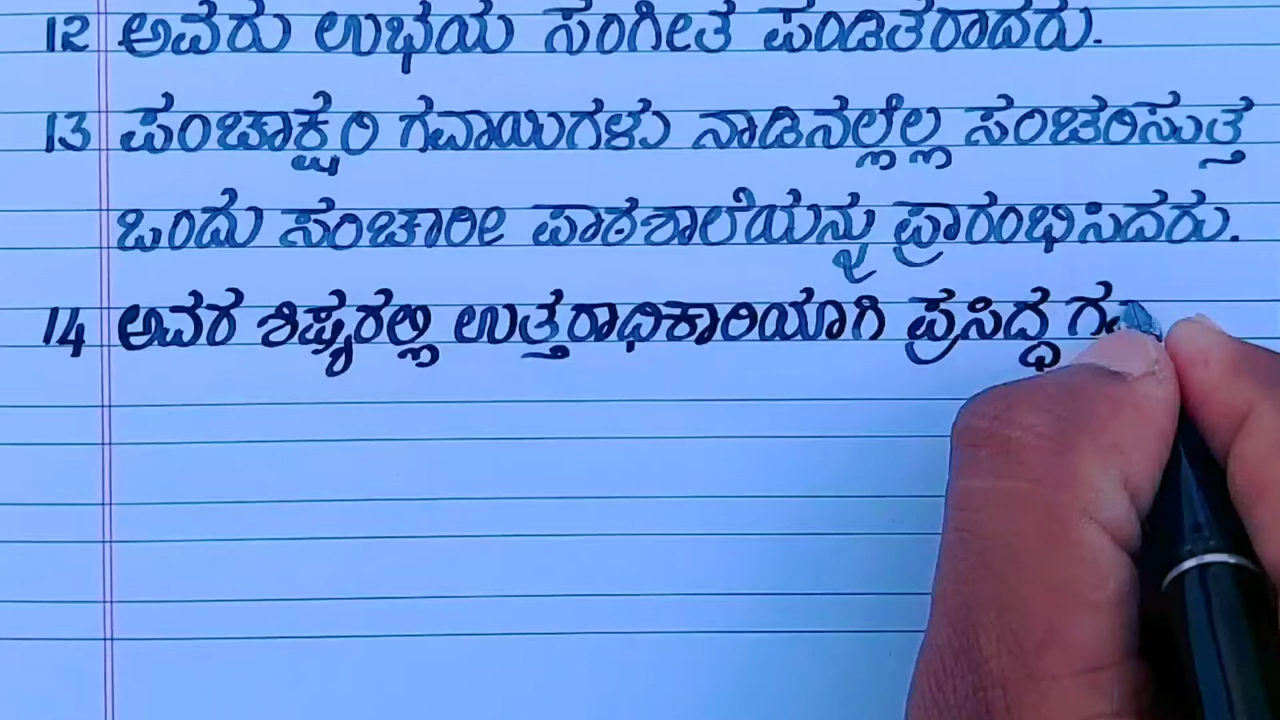 12 ಅವರು ಉಭಯ ಸಂಗೀತ ಪಂಡಿತರಾದರು.
13 ಪಂಚಾಕ್ಷರಿ ಗವಾಯಿಗಳು ನಾಡಿನಲ್ಲೆಲ್ಲ ಸಂಚರಿಸುತ್ತ
ಒಂದು ಸಂಚಾರೀ ಪಾಠಶಾಲೆಯನ್ನು ಪ್ರಾರಂಭಿಸಿದರು.
14 ಅವರ ಶಿಷ್ಯರಲ್ಲಿ ಉತ್ತರಾಧಿಕಾರಿಯಾಗಿ ಪ್ರಸಿದ್ಧ